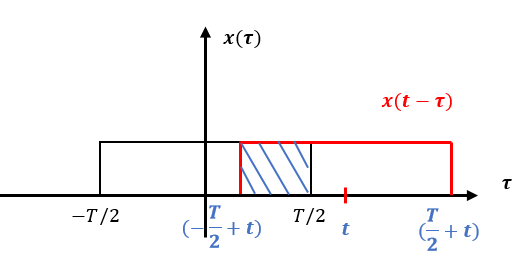 x(τ)
x(t − τ)
τ
−T/2
(−T/2 + t)
T/2
t
(T/2 + t)